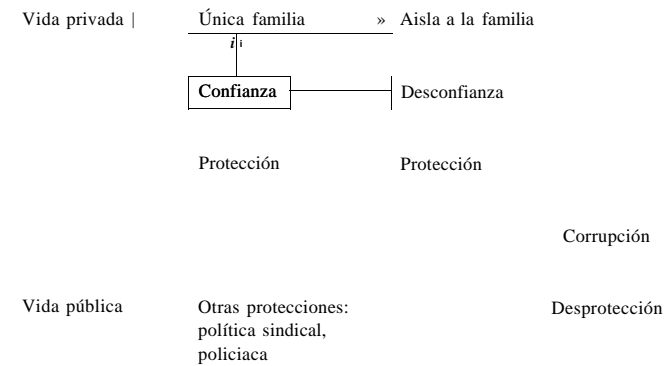 Vida privada | Única familia » Aisla a la familia
i i
Confianza Desconfianza
Protección Protección
Corrupción
Vida pública Otras protecciones: Desprotección
política sindical,
policiaca